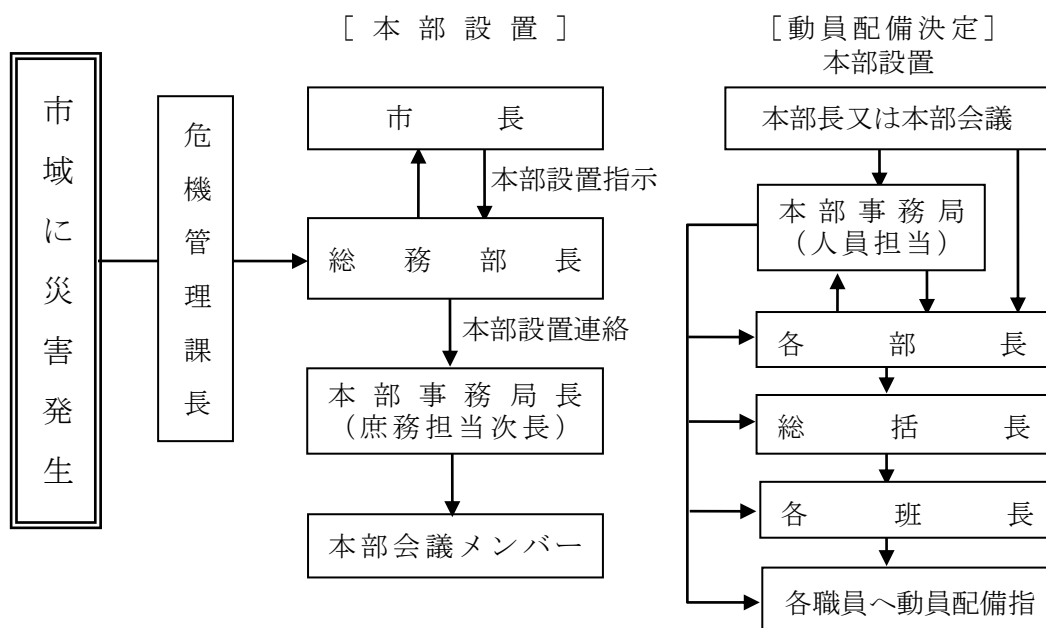 ［本部設置］
［動員配備決定］
本部設置
市域に災害発生
危機管理課長
市長
本部設置指示
総務部長
本部設置連絡
本部事務局長
（庶務担当次長）
本部会議メンバー
本部長又は本部会議
本部事務局
（人員担当）
各部長
総括長
各班長
各職員へ動員配備指